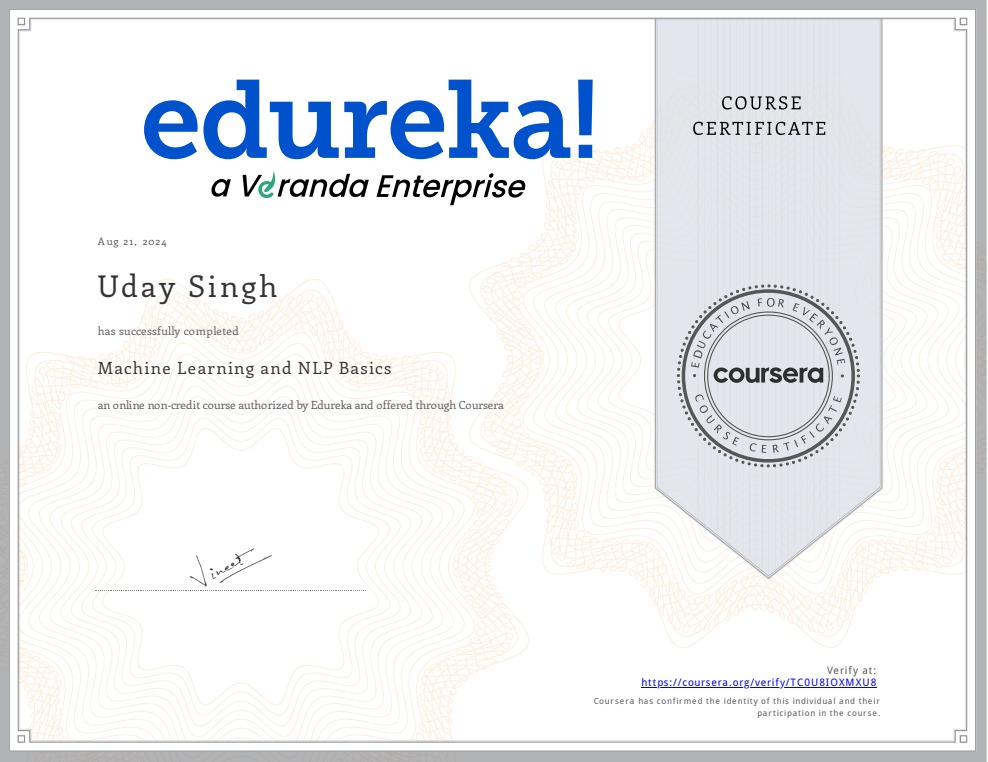 edureka!
a Veranda Enterprise
COURSE
CERTIFICATE
Aug 21, 2024
Uday Singh
has successfully completed
Machine Learning and NLP Basics
an online non-credit course authorized by Edureka and offered through Coursera
EDUCATION FOR EVERYONE
coursera
COURSE CERTIFICATE
Vineet
Verify at:
https://coursera.org/verify/TC0U8IOXMXU8
Coursera has confirmed the identity of this individual and their
participation in the course.